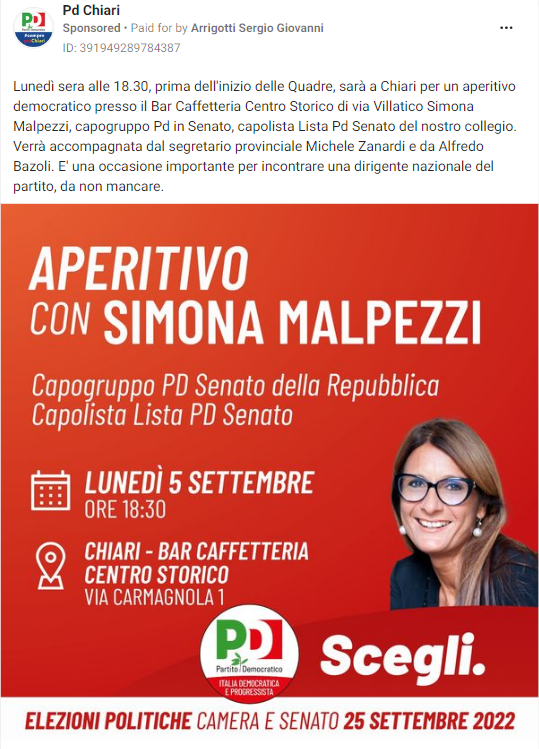 Pd Chiari
Sponsored • Paid for by Arrigotti Sergio Giovanni
ID: 391949289784387
Lunedì sera alle 18.30, prima dell'inizio delle Quadre, sarà a Chiari per un aperitivo
democratico presso il Bar Caffetteria Centro Storico di via Villatico Simona
Malpezzi, capogruppo Pd in Senato, capolista Lista Pd Senato del nostro collegio.
Verrà accompagnata dal segretario provinciale Michele Zanardi e da Alfredo
Bazoli. E' una occasione importante per incontrare una dirigente nazionale del
partito, da non mancare.
APERITIVO
CON SIMONA MALPEZZI
Capogruppo PD Senato della Repubblica
Capolista Lista PD Senato
LUNEDÌ 5 SETTEMBRE
ORE 18:30
CHIARI - BAR CAFFETTERIA
CENTRO STORICO
VIA CARMAGNOLA 1
PD
Partito Democratico
ITALIA DEMOCRATICA
E PROGRESSISTA
Scegli.
ELEZIONI POLITICHE CAMERA E SENATO 25 SETTEMBRE 2022